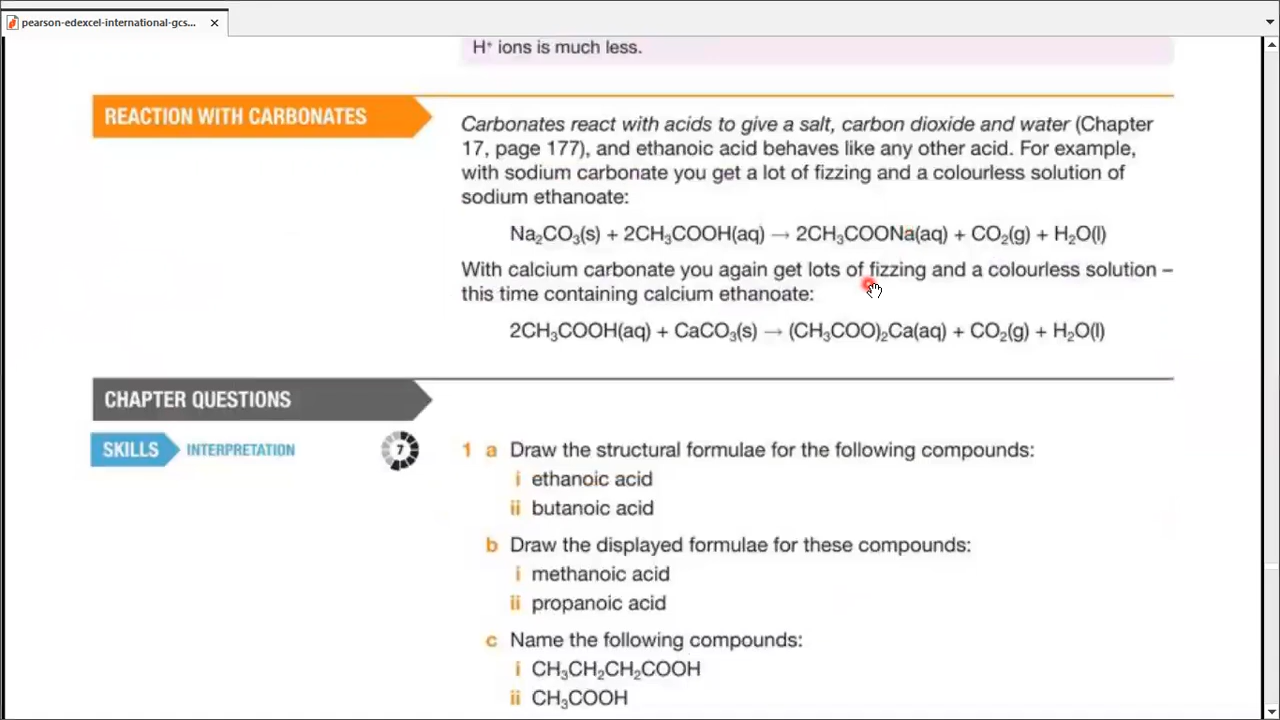 pearson-edexcel-international-gcs...
H⁺ ions is much less.
REACTION WITH CARBONATES
Carbonates react with acids to give a salt, carbon dioxide and water (Chapter
17, page 177), and ethanoic acid behaves like any other acid. For example,
with sodium carbonate you get a lot of fizzing and a colourless solution of
sodium ethanoate:
Na₂CO₃(s) + 2CH₃COOH(aq) → 2CH₃COONa(aq) + CO₂(g) + H₂O(l)
With calcium carbonate you again get lots of fizzing and a colourless solution –
this time containing calcium ethanoate:
2CH₃COOH(aq) + CaCO₃(s) → (CH₃COO)₂Ca(aq) + CO₂(g) + H₂O(l)
CHAPTER QUESTIONS
SKILLS INTERPRETATION
7
1 a Draw the structural formulae for the following compounds:
i ethanoic acid
ii butanoic acid
b Draw the displayed formulae for these compounds:
i methanoic acid
ii propanoic acid
c Name the following compounds:
i CH₃CH₂CH₂COOH
ii CH₃COOH